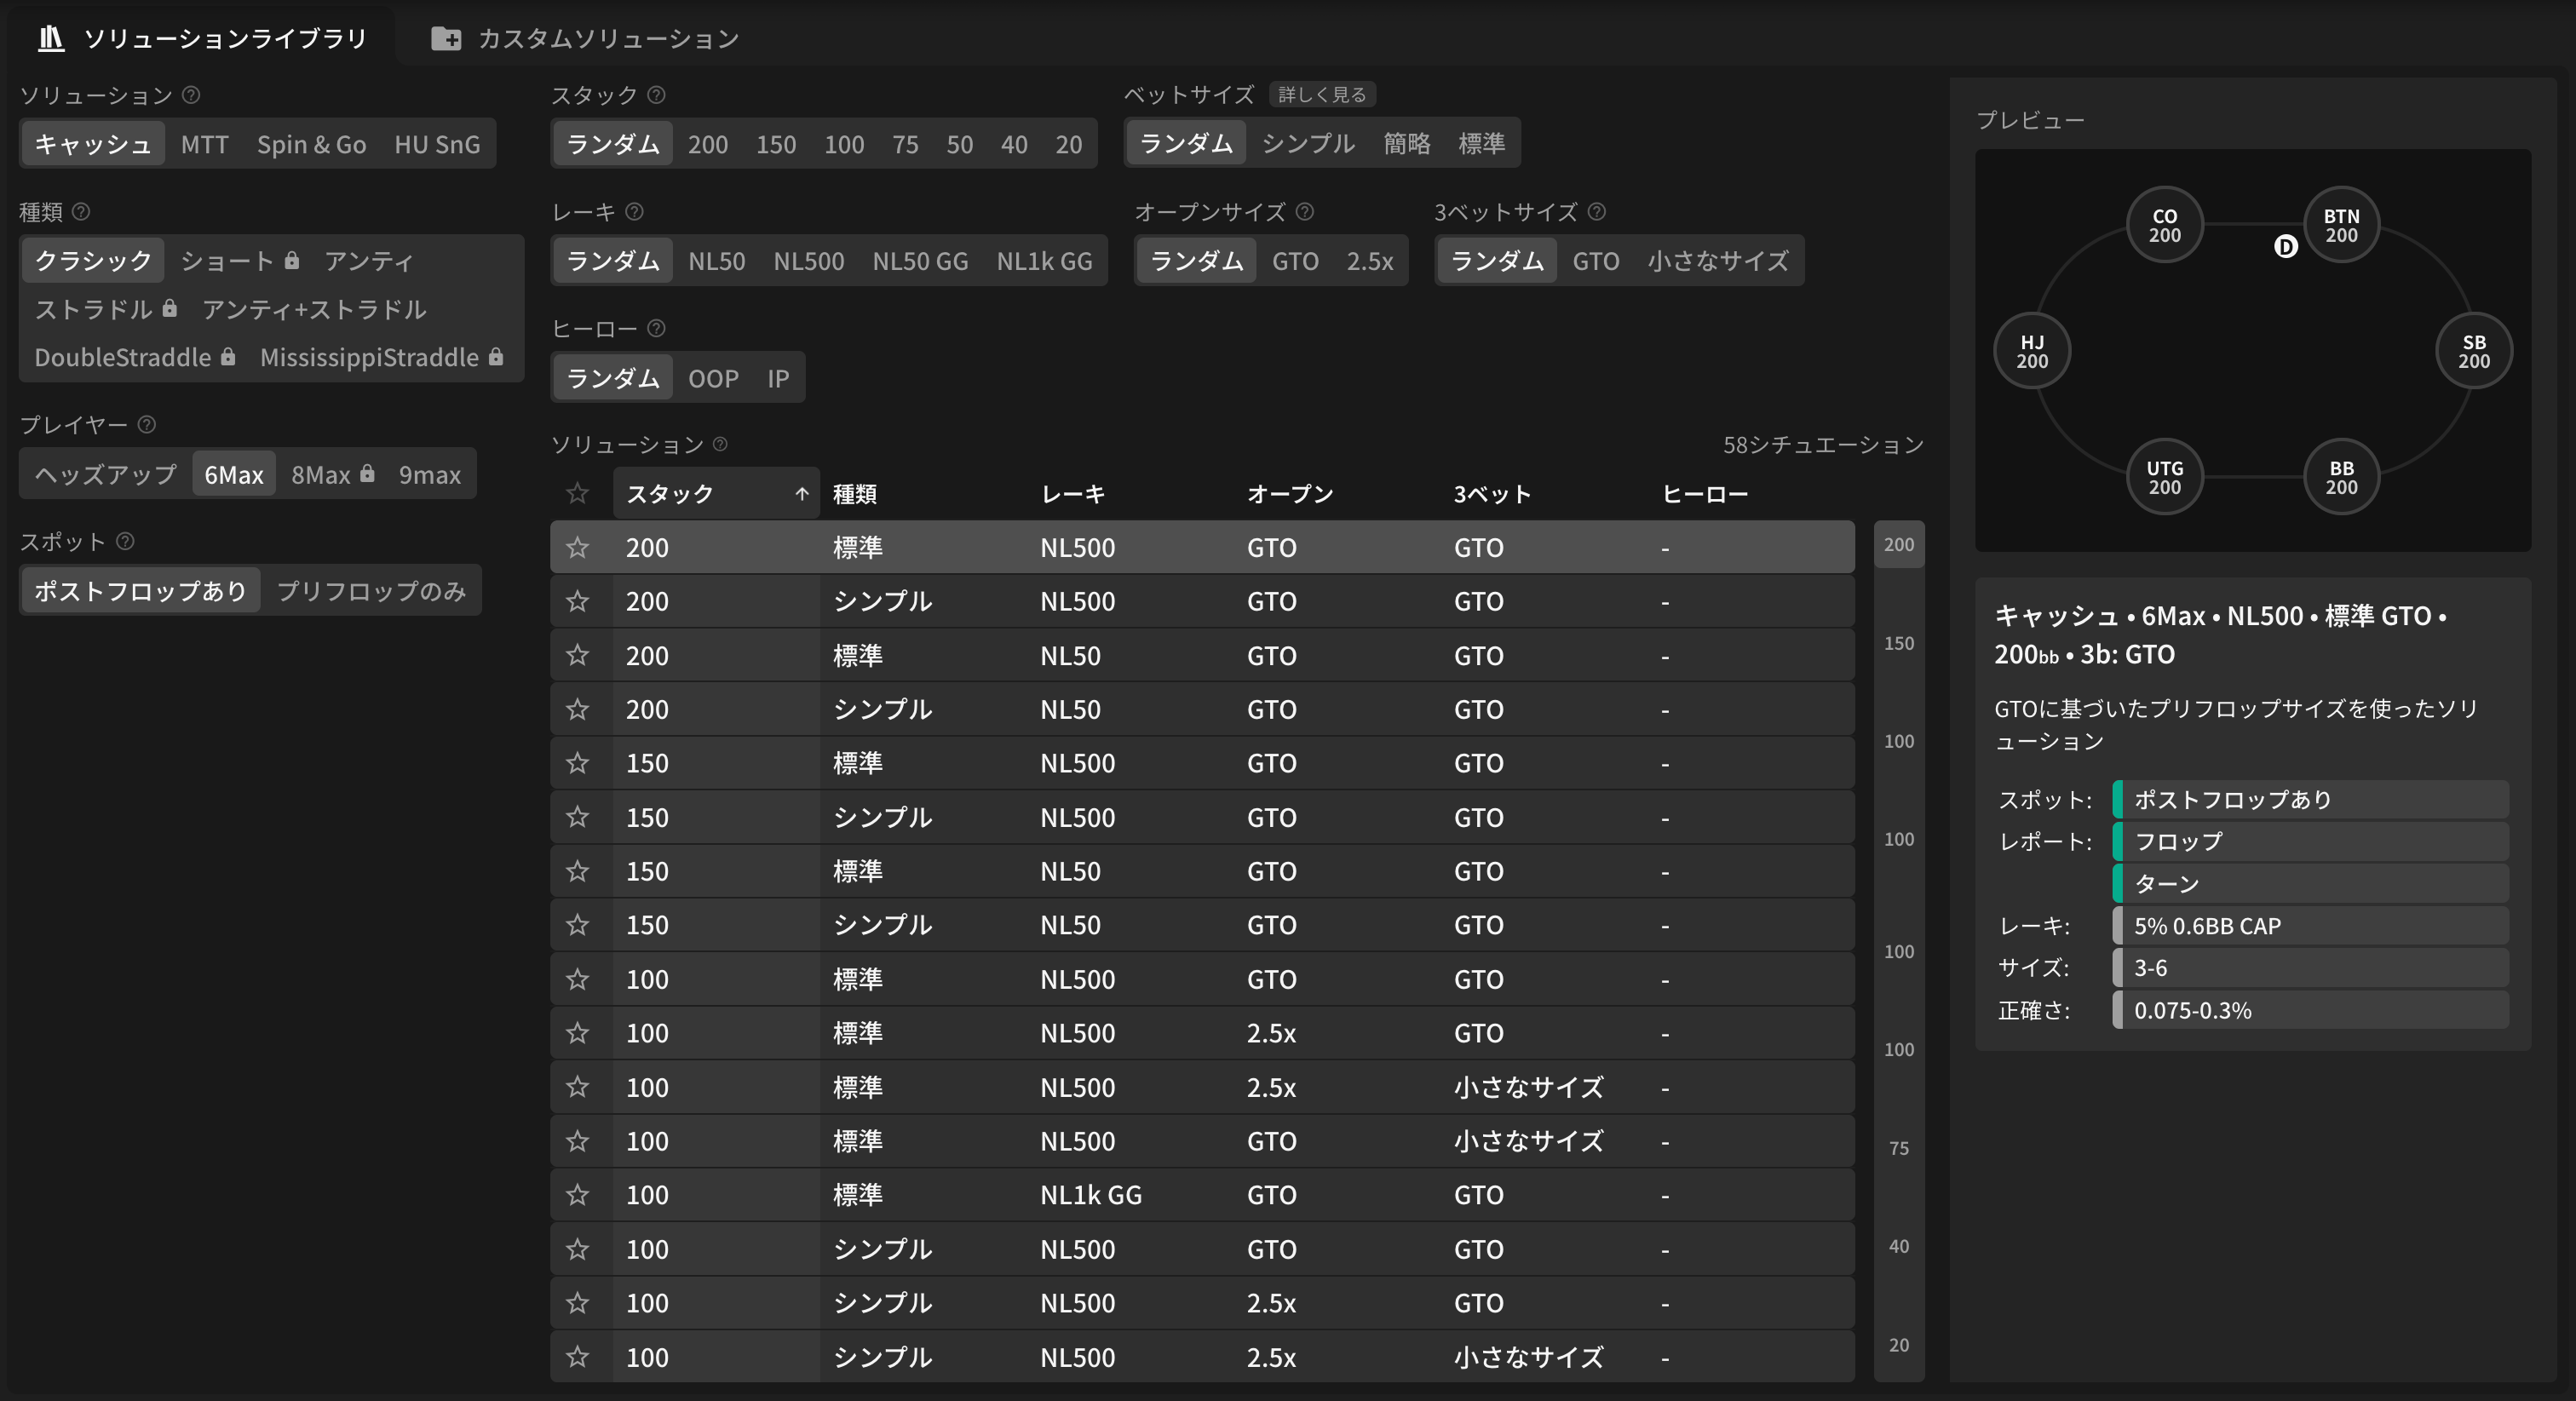 ソリューションライブラリ カスタムソリューション
ソリューション
キャッシュ MTT Spin & Go HU SnG
種類
クラシック ショート アンティ
ストラドル アンティ+ストラドル
DoubleStraddle MississippiStraddle
プレイヤー
ヘッズアップ 6Max 8Max 9max
スポット
ポストフロップあり プリフロップのみ
スタック
ランダム 200 150 100 75 50 40 20
ベットサイズ 詳しく見る
ランダム シンプル 簡略 標準
レーキ
ランダム NL50 NL500 NL50 GG NL1k GG
オープンサイズ
ランダム GTO 2.5x
3ベットサイズ
ランダム GTO 小さなサイズ
ヒーロー
ランダム OOP IP
ソリューション 58シチュエーション
スタック 種類 レーキ オープン 3ベット ヒーロー
200 標準 NL500 GTO GTO -
200 シンプル NL500 GTO GTO -
200 標準 NL50 GTO GTO -
200 シンプル NL50 GTO GTO -
150 標準 NL500 GTO GTO -
150 シンプル NL500 GTO GTO -
150 標準 NL50 GTO GTO -
150 シンプル NL50 GTO GTO -
100 標準 NL500 GTO GTO -
100 標準 NL500 2.5x GTO -
100 標準 NL500 2.5x 小さなサイズ -
100 標準 NL500 GTO 小さなサイズ -
100 標準 NL1k GG GTO GTO -
100 シンプル NL500 GTO GTO -
100 シンプル NL500 2.5x GTO -
100 シンプル NL500 2.5x 小さなサイズ -
200
150
100
100
100
100
75
40
20
プレビュー
CO
200
BTN
200
D
HJ
200
SB
200
UTG
200
BB
200
キャッシュ • 6Max • NL500 • 標準 GTO •
200bb • 3b: GTO
GTOに基づいたプリフロップサイズを使ったソリ
ューション
スポット: ポストフロップあり
レポート: フロップ
ターン
レーキ: 5% 0.6BB CAP
サイズ: 3-6
正確さ: 0.075-0.3%